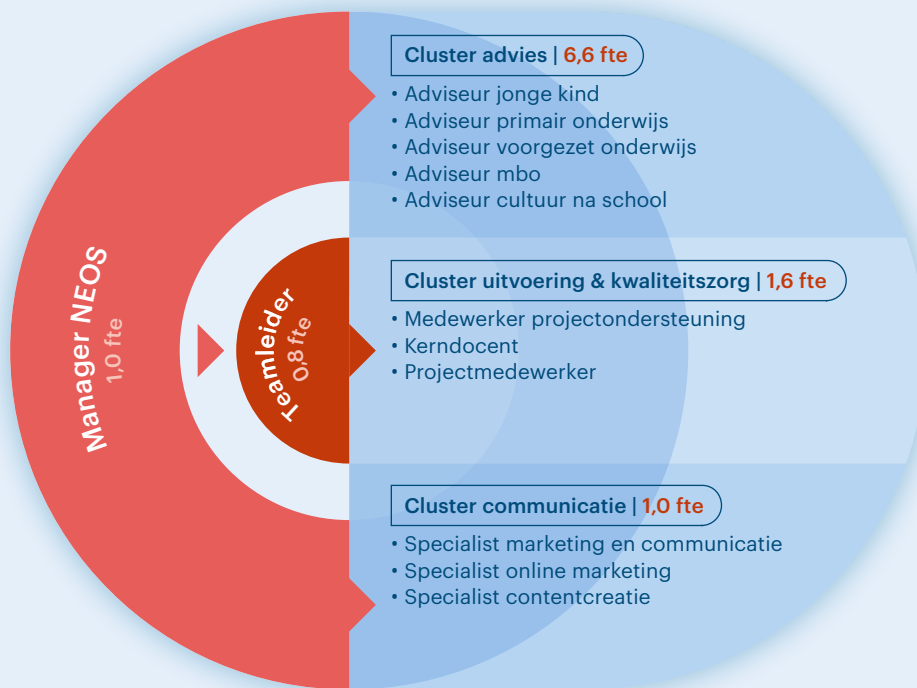 Manager NEOS
1,0 fte
Teamleider
0,8 fte
Cluster advies | 6,6 fte
• Adviseur jonge kind
• Adviseur primair onderwijs
• Adviseur voorgezet onderwijs
• Adviseur mbo
• Adviseur cultuur na school
Cluster uitvoering & kwaliteitszorg | 1,6 fte
• Medewerker projectondersteuning
• Kerndocent
• Projectmedewerker
Cluster communicatie | 1,0 fte
• Specialist marketing en communicatie
• Specialist online marketing
• Specialist contentcreatie